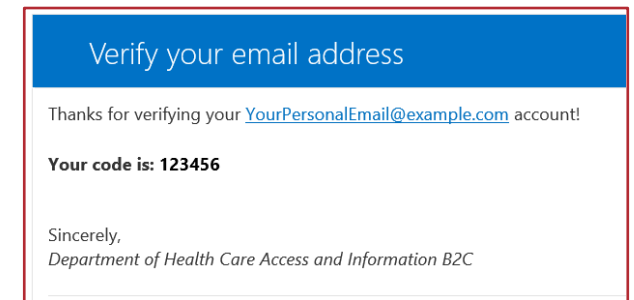 Verify your email address
Thanks for verifying your YourPersonalEmail@example.com account!
Your code is: 123456
Sincerely,
Department of Health Care Access and Information B2C